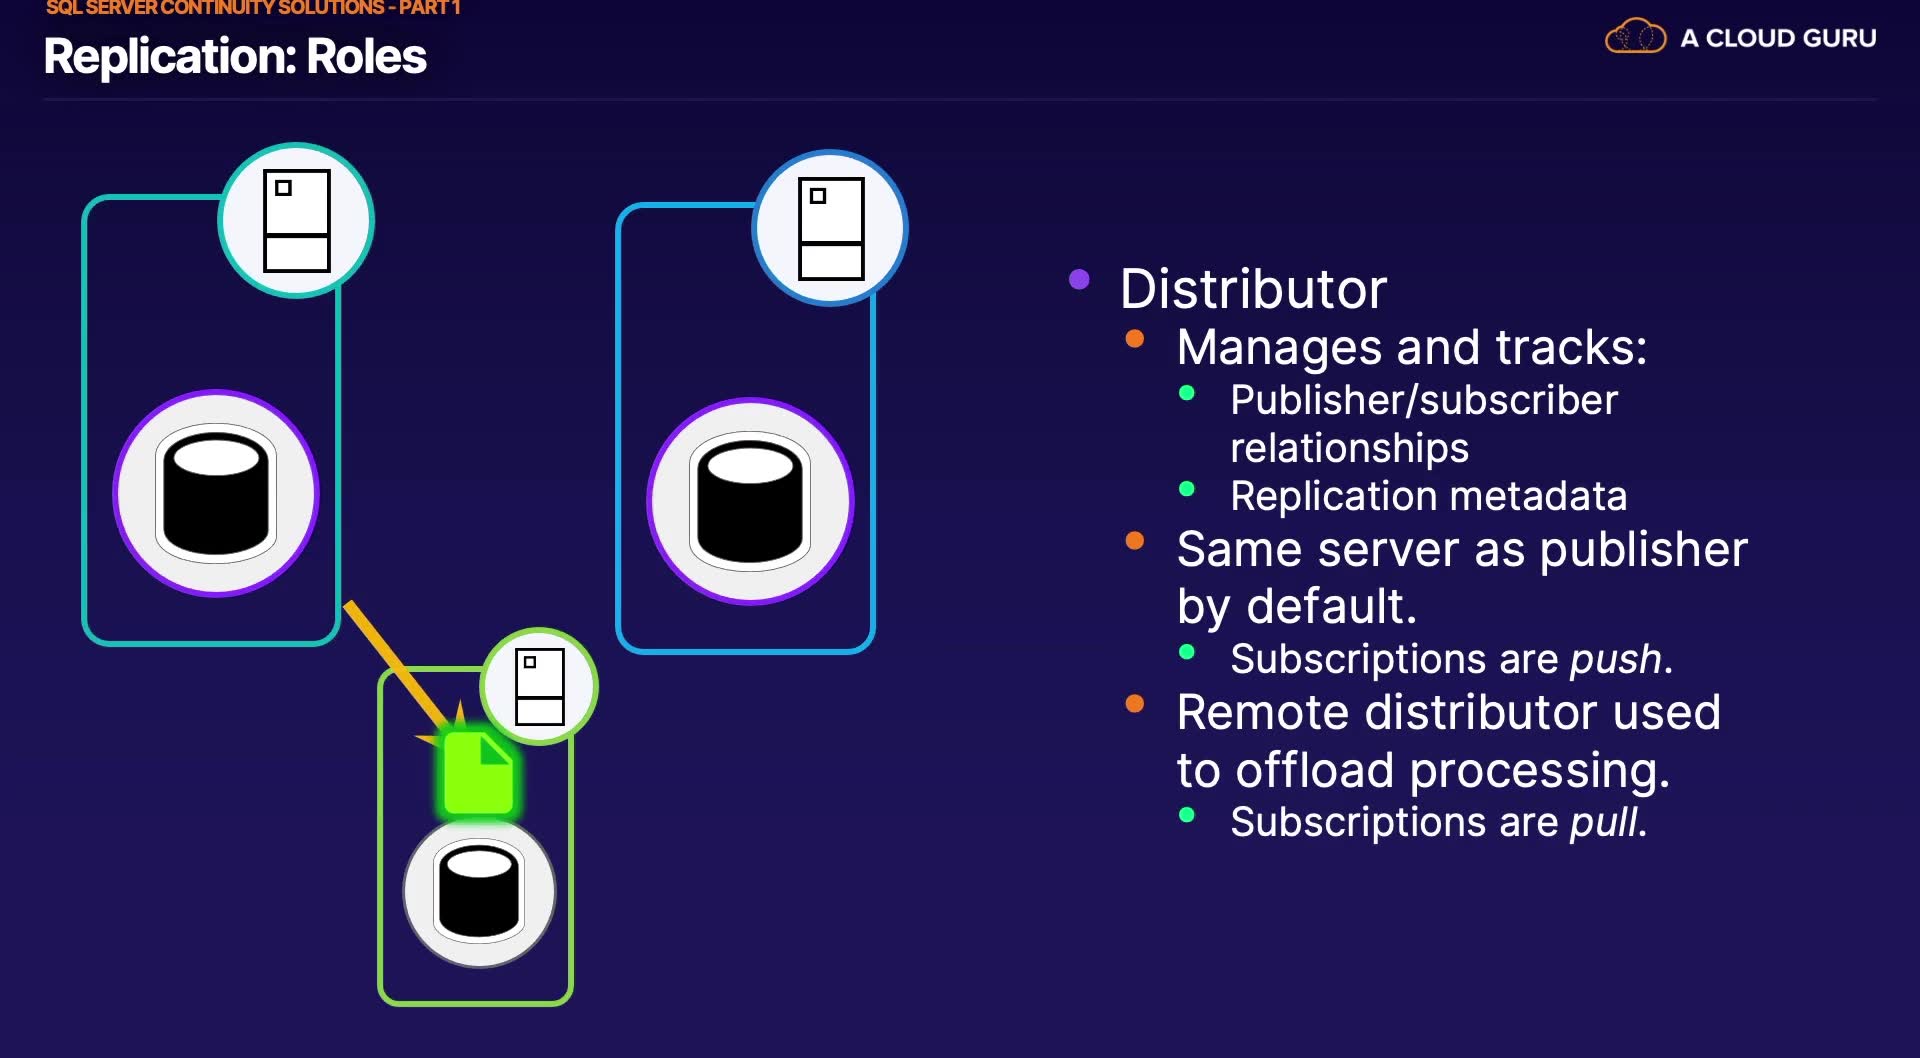 SQL SERVER CONTINUITY SOLUTIONS - PART 1
Replication: Roles
A CLOUD GURU
Distributor
Manages and tracks:
Publisher/subscriber
relationships
Replication metadata
Same server as publisher
by default.
Subscriptions are push.
Remote distributor used
to offload processing.
Subscriptions are pull.